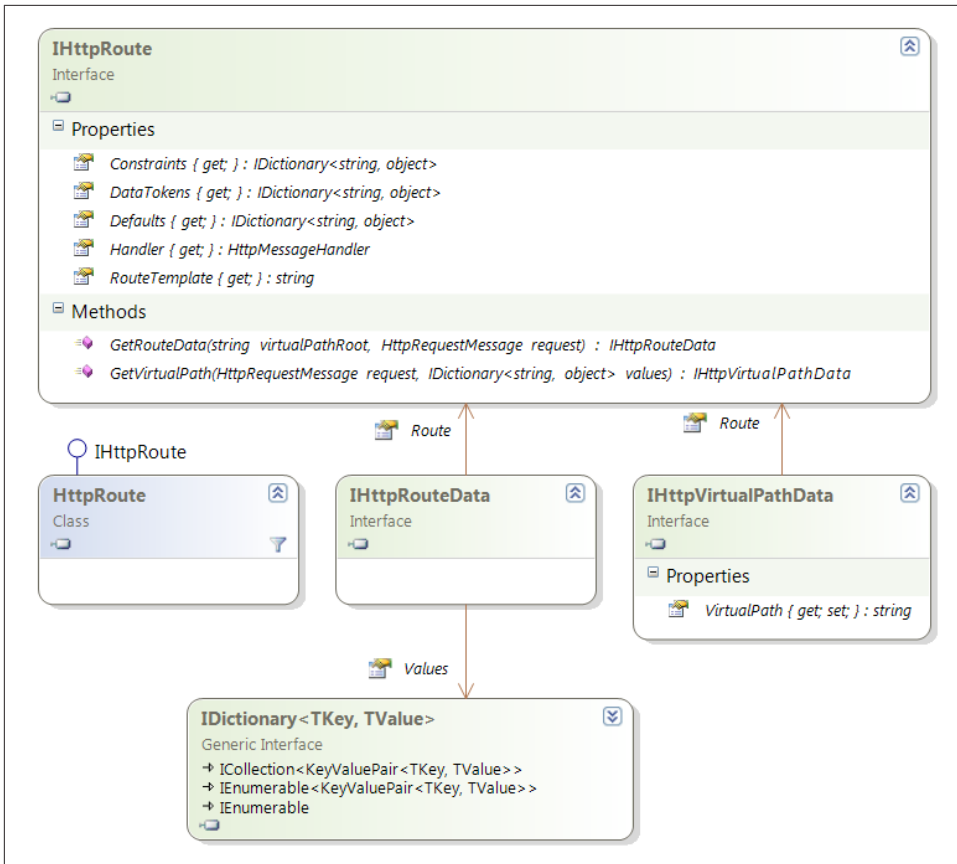 IHttpRoute
Interface
Properties
Constraints { get; } : IDictionary<string, object>
DataTokens { get; } : IDictionary<string, object>
Defaults { get; } : IDictionary<string, object>
Handler { get; } : HttpMessageHandler
RouteTemplate { get; } : string
Methods
GetRouteData(string virtualPathRoot, HttpRequestMessage request) : IHttpRouteData
GetVirtualPath(HttpRequestMessage request, IDictionary<string, object> values) : IHttpVirtualPathData
Route
Route
IHttpRoute
HttpRoute
Class
IHttpRouteData
Interface
IHttpVirtualPathData
Interface
Properties
VirtualPath { get; set; } : string
Values
IDictionary<TKey, TValue>
Generic Interface
ICollection<KeyValuePair<TKey, TValue>>
IEnumerable<KeyValuePair<TKey, TValue>>
IEnumerable